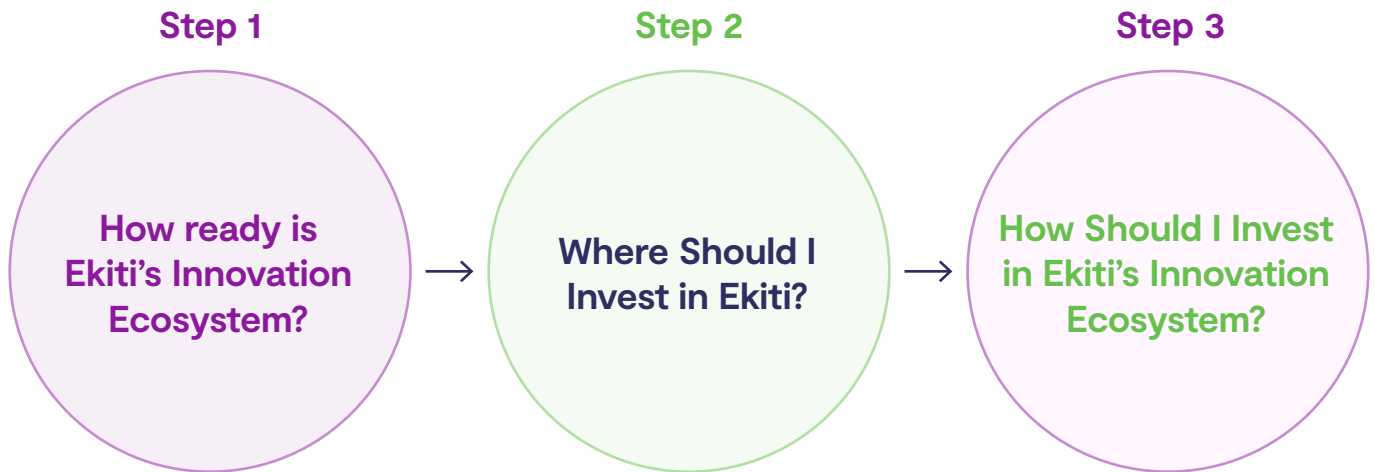 Step 1
How ready is
Ekiti’s Innovation
Ecosystem?
Step 2
Where Should I
Invest in Ekiti?
Step 3
How Should I Invest
in Ekiti’s Innovation
Ecosystem?